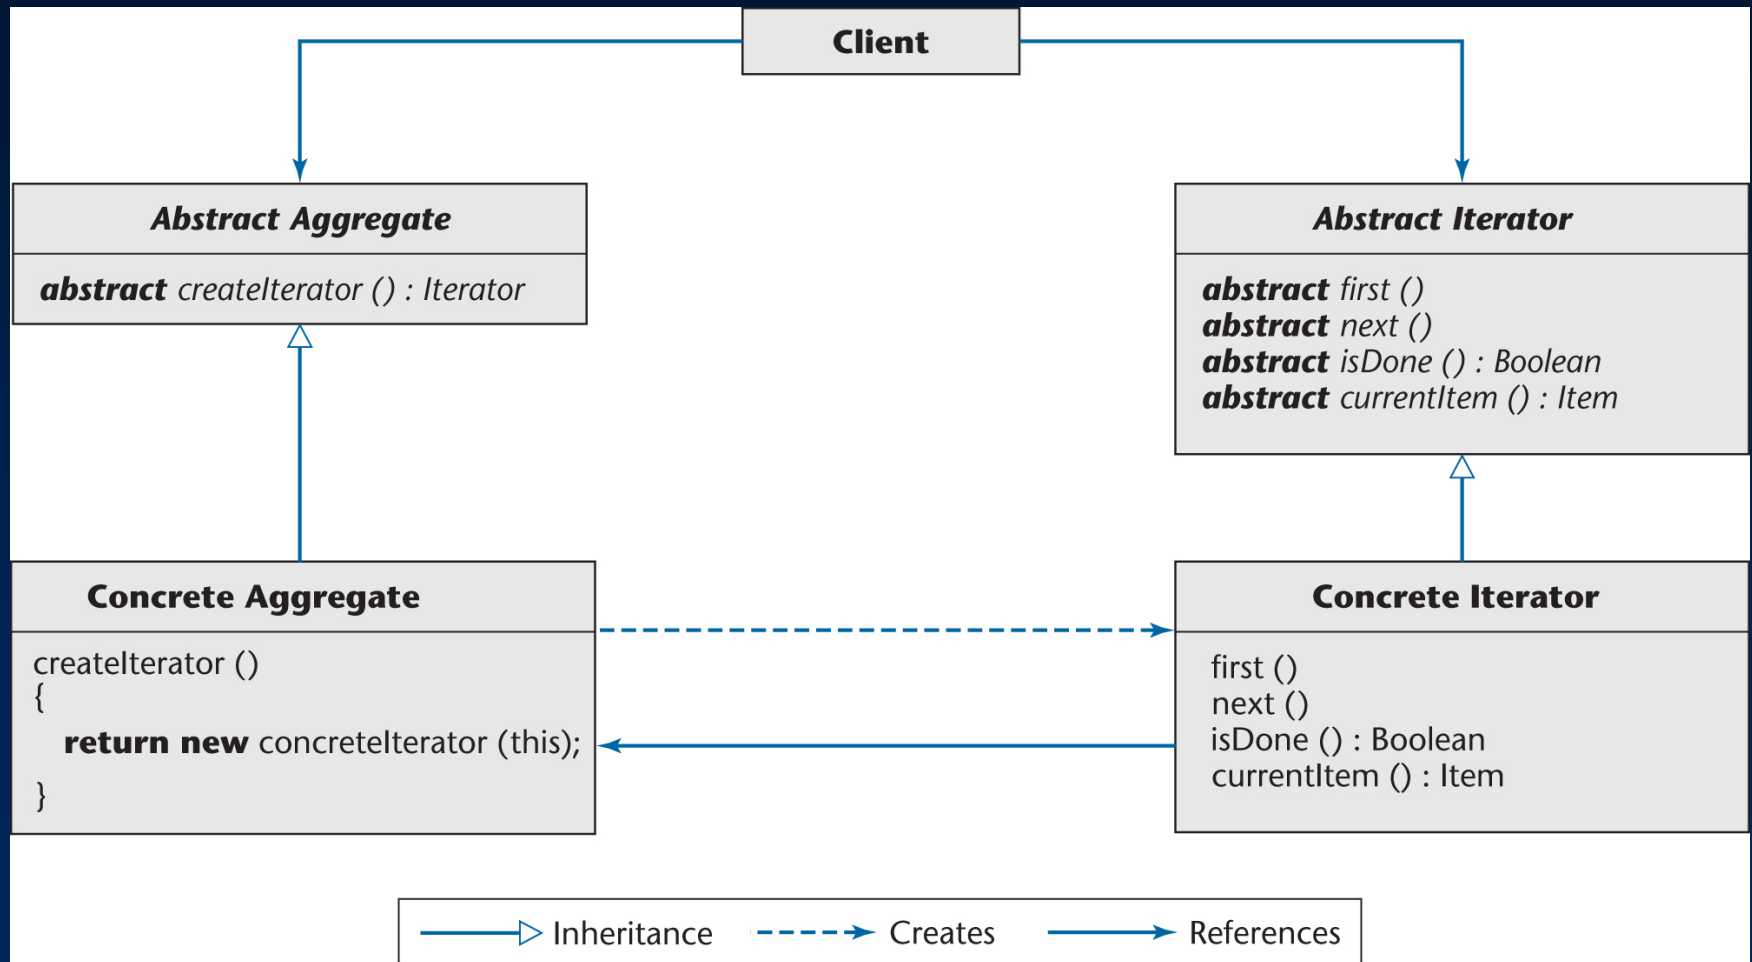 Client
Abstract Aggregate
abstract createIterator () : Iterator
Abstract Iterator
abstract first ()
abstract next ()
abstract isDone () : Boolean
abstract currentItem () : Item
Concrete Aggregate
createIterator ()
{
return new concreteIterator (this);
}
Concrete Iterator
first ()
next ()
isDone () : Boolean
currentItem () : Item
Inheritance
Creates
References